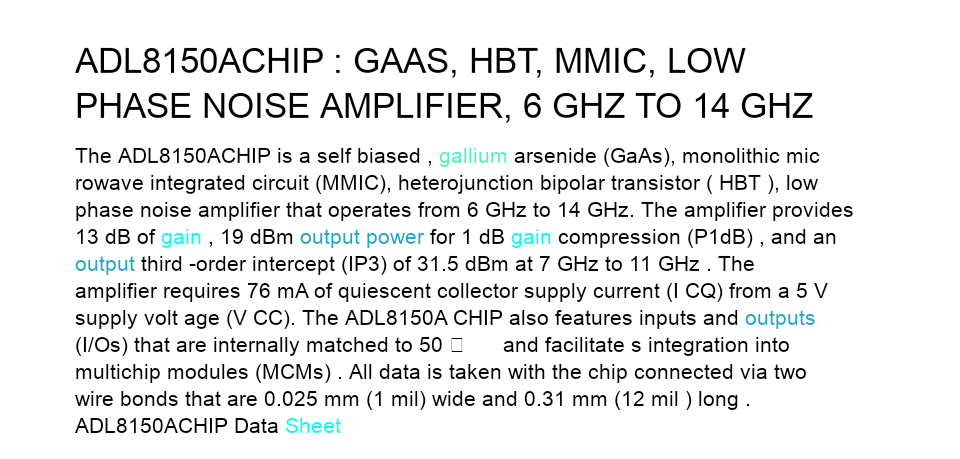 ADL8150ACHIP : GAAS, HBT, MMIC, LOW
PHASE NOISE AMPLIFIER, 6 GHZ TO 14 GHZ
The ADL8150ACHIP is a self biased , gallium arsenide (GaAs), monolithic mic
rowave integrated circuit (MMIC), heterojunction bipolar transistor ( HBT ), low
phase noise amplifier that operates from 6 GHz to 14 GHz. The amplifier provides
13 dB of gain , 19 dBm output power for 1 dB gain compression (P1dB) , and an
output third -order intercept (IP3) of 31.5 dBm at 7 GHz to 11 GHz . The
amplifier requires 76 mA of quiescent collector supply current (I CQ) from a 5 V
supply volt age (V CC). The ADL8150A CHIP also features inputs and outputs
(I/Os) that are internally matched to 50 and facilitate s integration into
multichip modules (MCMs) . All data is taken with the chip connected via two
wire bonds that are 0.025 mm (1 mil) wide and 0.31 mm (12 mil ) long .
ADL8150ACHIP Data Sheet